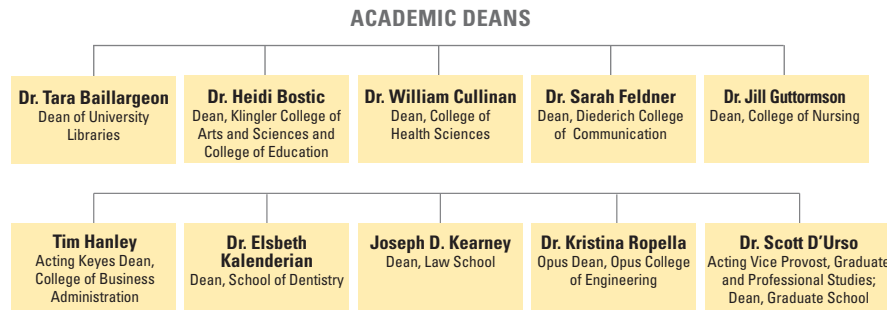 ACADEMIC DEANS
Dr. Tara Baillargeon
Dean of University
Libraries
Dr. Heidi Bostic
Dean, Klingler College of
Arts and Sciences and
College of Education
Dr. William Cullinan
Dean, College of
Health Sciences
Dr. Sarah Feldner
Dean, Diederich College
of Communication
Dr. Jill Guttormson
Dean, College of Nursing
Tim Hanley
Acting Keyes Dean,
College of Business
Administration
Dr. Elsbeth
Kalenderian
Dean, School of Dentistry
Joseph D. Kearney
Dean, Law School
Dr. Kristina Ropella
Opus Dean, Opus College
of Engineering
Dr. Scott D'Urso
Acting Vice Provost, Graduate
and Professional Studies;
Dean, Graduate School